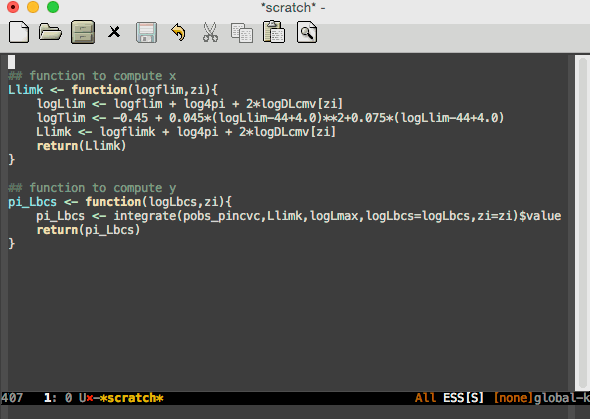 *scratch* -
## function to compute x
Llimk <- function(logflim,zi){
    logLlim <- logflim + log4pi + 2*logDLcmv[zi]
    logTlim <- -0.45 + 0.045*(logLlim-44+4.0)**2+0.075*(logLlim-44+4.0)
    Llimk <- logflimk + log4pi + 2*logDLcmv[zi]
    return(Llimk)
}
## function to compute y
pi_Lbcs <- function(logLbcs,zi){
    pi_Lbcs <- integrate(pobs_pincvc,Llimk,logLmax,logLbcs=logLbcs,zi=zi)$value
    return(pi_Lbcs)
}
407   1: 0 U×-*scratch*   All ESS[S] [none]global-k